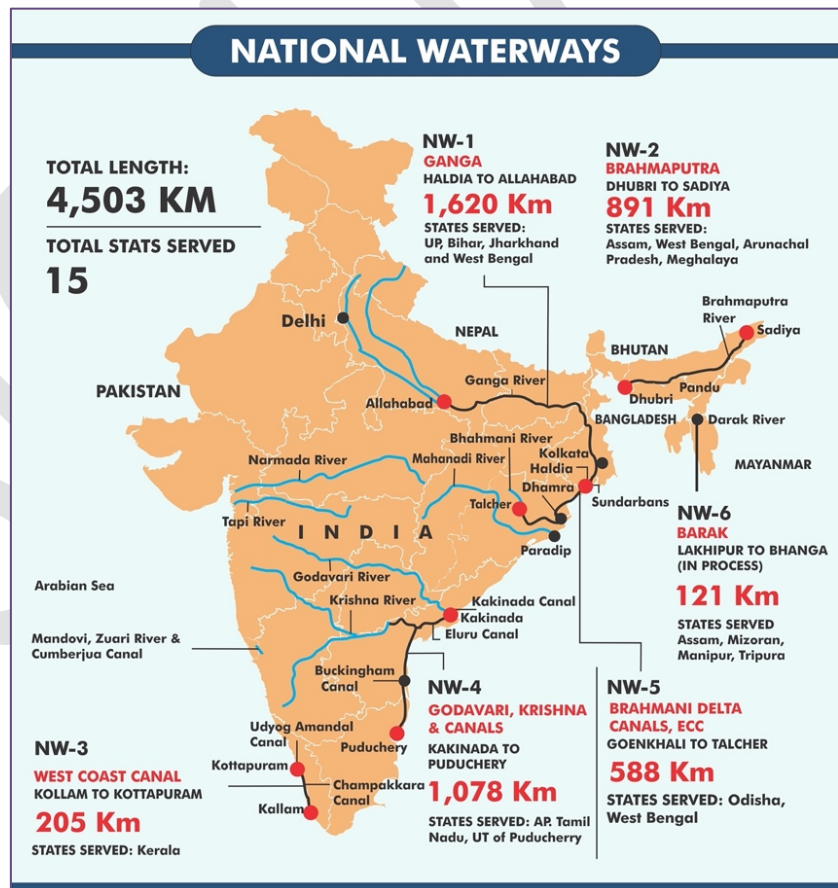 NATIONAL WATERWAYS
TOTAL LENGTH:
4,503 KM
TOTAL STATS SERVED
15
NW-1
GANGA
HALDIA TO ALLAHABAD
1,620 Km
STATES SERVED:
UP, Bihar, Jharkhand
and West Bengal
NW-2
BRAHMAPUTRA
DHUBRI TO SADIYA
891 Km
STATES SERVED:
Assam, West Bengal, Arunachal
Pradesh, Meghalaya
Brahmaputra
River
Sadiya
Delhi
NEPAL
BHUTAN
PAKISTAN
Ganga River
Pandu
Dhubri
Allahabad
BANGLADESH
Darak River
Bhahmani River
Kolkata
Narmada River
Mahanadi River
Haldia
MAYANMAR
Dhamra
Talcher
Sundarbans
Tapi River
INDIA
Paradip
NW-6
BARAK
LAKHIPUR TO BHANGA
(IN PROCESS)
121 Km
STATES SERVED
Assam, Mizoran,
Manipur, Tripura
Godavari River
Arabian Sea
Krishna River
Kakinada Canal
Kakinada
Eluru Canal
Mandovi, Zuari River &
Cumberjua Canal
Buckingham
Canal
NW-4
GODAVARI, KRISHNA
& CANALS
KAKINADA TO
PUDUCHERY
1,078 Km
STATES SERVED: AP. Tamil
Nadu, UT of Puducherry
NW-5
BRAHMANI DELTA
CANALS, ECC
GOENKHALI TO TALCHER
588 Km
STATES SERVED: Odisha,
West Bengal
Udyog Amandal
Canal
Puduchery
Kottapuram
Champakkara
Canal
Kallam
NW-3
WEST COAST CANAL
KOLLAM TO KOTTAPURAM
205 Km
STATES SERVED: Kerala